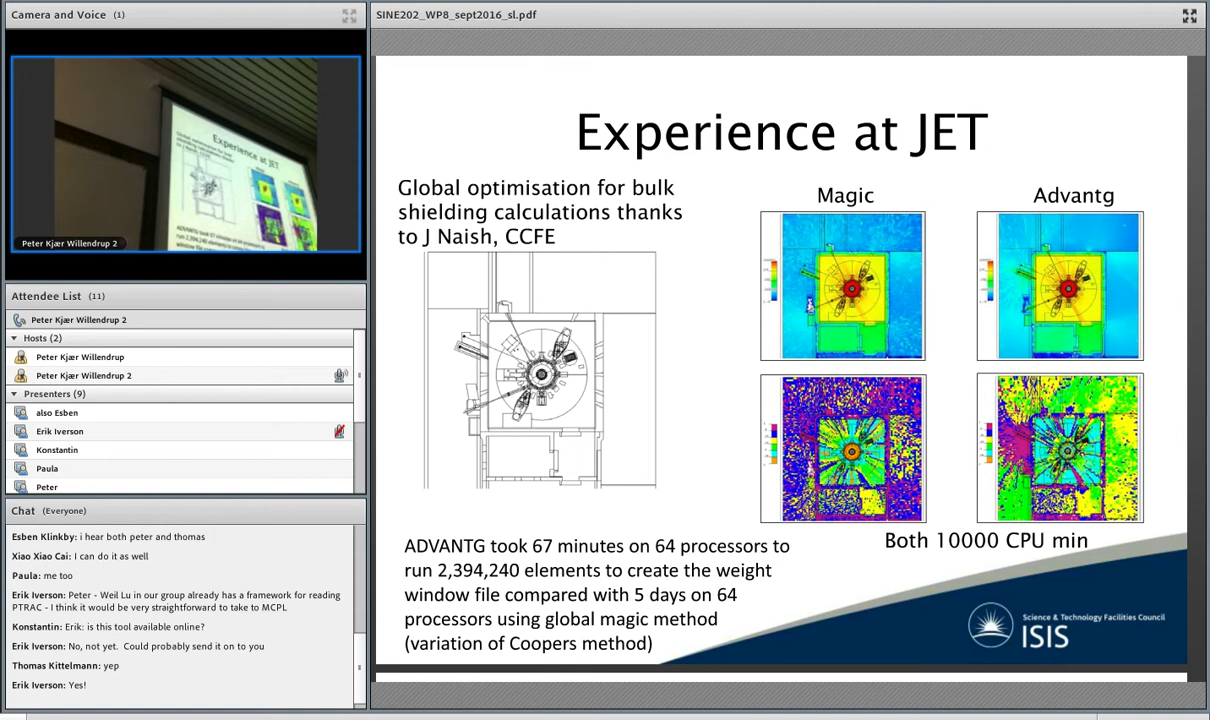 Camera and Voice (1)
Peter Kjær Willendrup 2
Experience at JET
Attendee List (11)
Peter Kjær Willendrup 2
Hosts (2)
Peter Kjær Willendrup
Peter Kjær Willendrup 2
Presenters (9)
also Esben
Erik Iverson
Konstantin
Paula
Peter
Chat (Everyone)
Esben Klinkby: i hear both peter and thomas
Xiao Xiao Cai: I can do it as well
Paula: me too
Erik Iverson: Peter - Weil Lu in our group already has a framework for reading
PTRAC - I think it would be very straightforward to take to MCPL
Konstantin: Erik: is this tool available online?
Erik Iverson: No, not yet. Could probably send it on to you
Thomas Kittelmann: yep
Erik Iverson: Yes!
SINE202_WP8_sept2016_sl.pdf
Experience at JET
Global optimisation for bulk
shielding calculations thanks
to J Naish, CCFE
Magic
Advantg
Both 10000 CPU min
ADVANTG took 67 minutes on 64 processors to
run 2,394,240 elements to create the weight
window file compared with 5 days on 64
processors using global magic method
(variation of Coopers method)
Science & Technology Facilities Council
ISIS